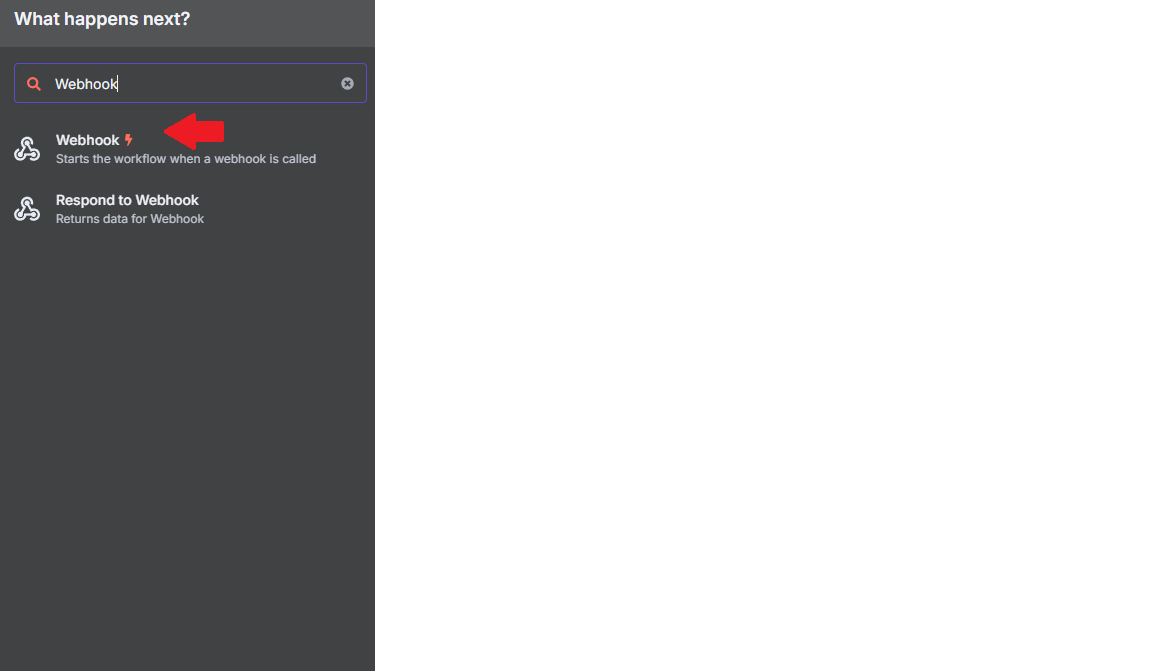 What happens next?
Webhook
Webhook
Starts the workflow when a webhook is called
Respond to Webhook
Returns data for Webhook